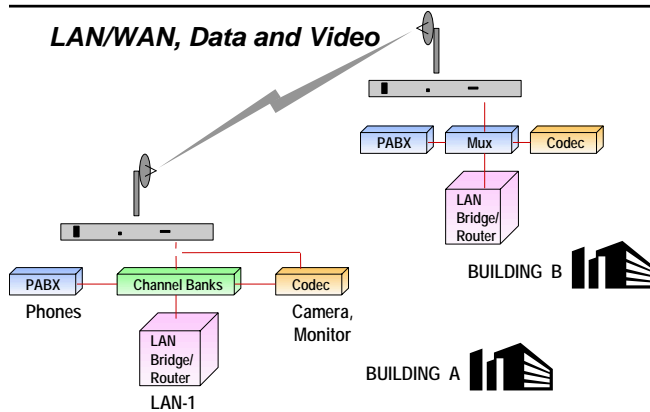 LAN/WAN, Data and Video
PABX
Mux
Codec
LAN
Bridge/
Router
BUILDING B
PABX
Channel Banks
Codec
Phones
Camera,
Monitor
LAN
Bridge/
Router
LAN-1
BUILDING A